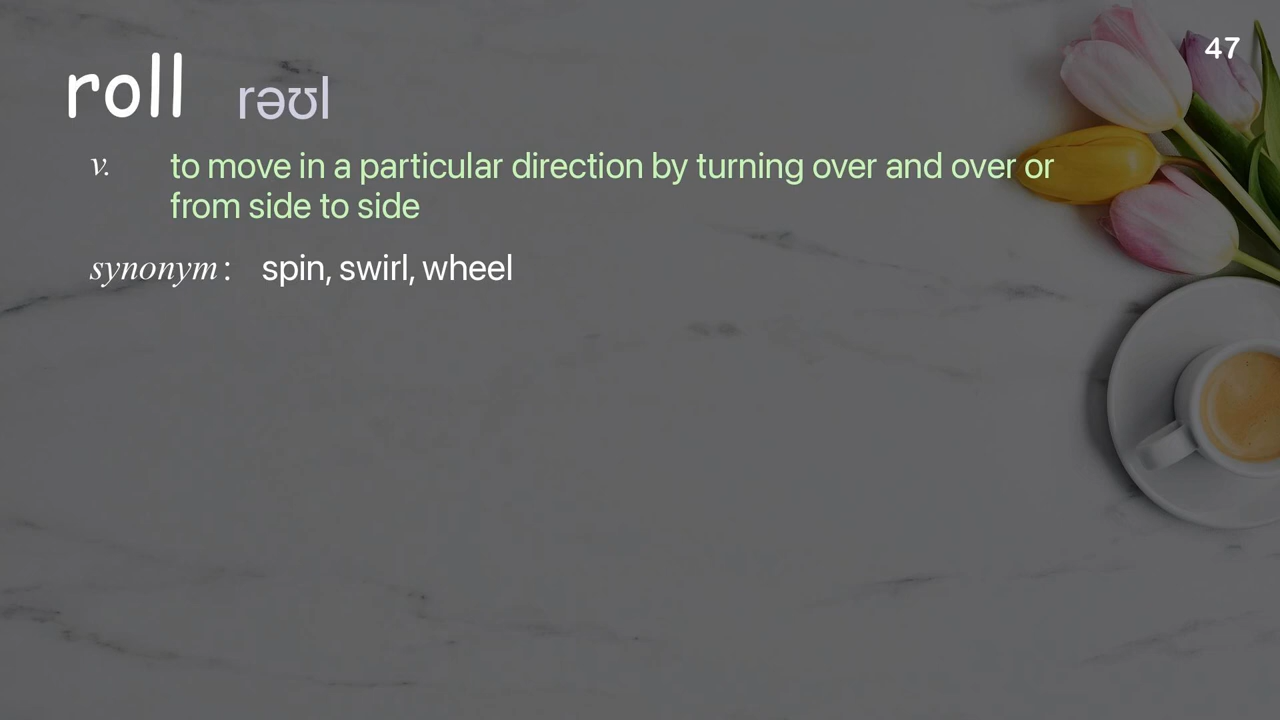 47
roll rəʊl
v. to move in a particular direction by turning over and over or
from side to side
synonym: spin, swirl, wheel